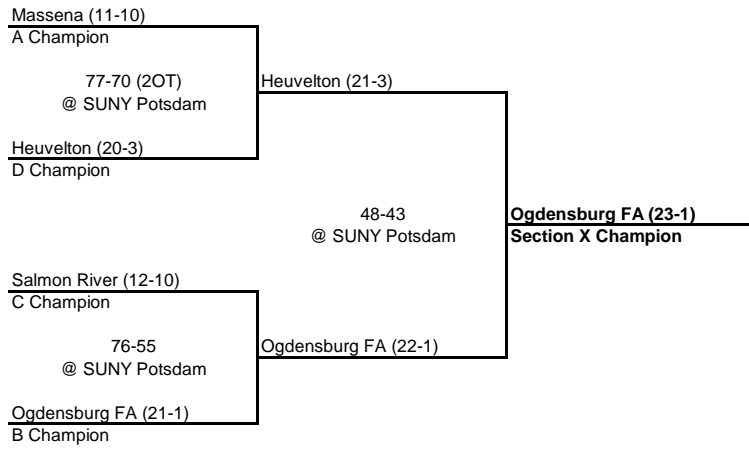 Massena (11-10)
A Champion
77-70 (2OT)
@ SUNY Potsdam
Heuvelton (21-3)
Heuvelton (20-3)
D Champion
48-43
@ SUNY Potsdam
Ogdensburg FA (23-1)
Section X Champion
Salmon River (12-10)
C Champion
76-55
@ SUNY Potsdam
Ogdensburg FA (22-1)
Ogdensburg FA (21-1)
B Champion